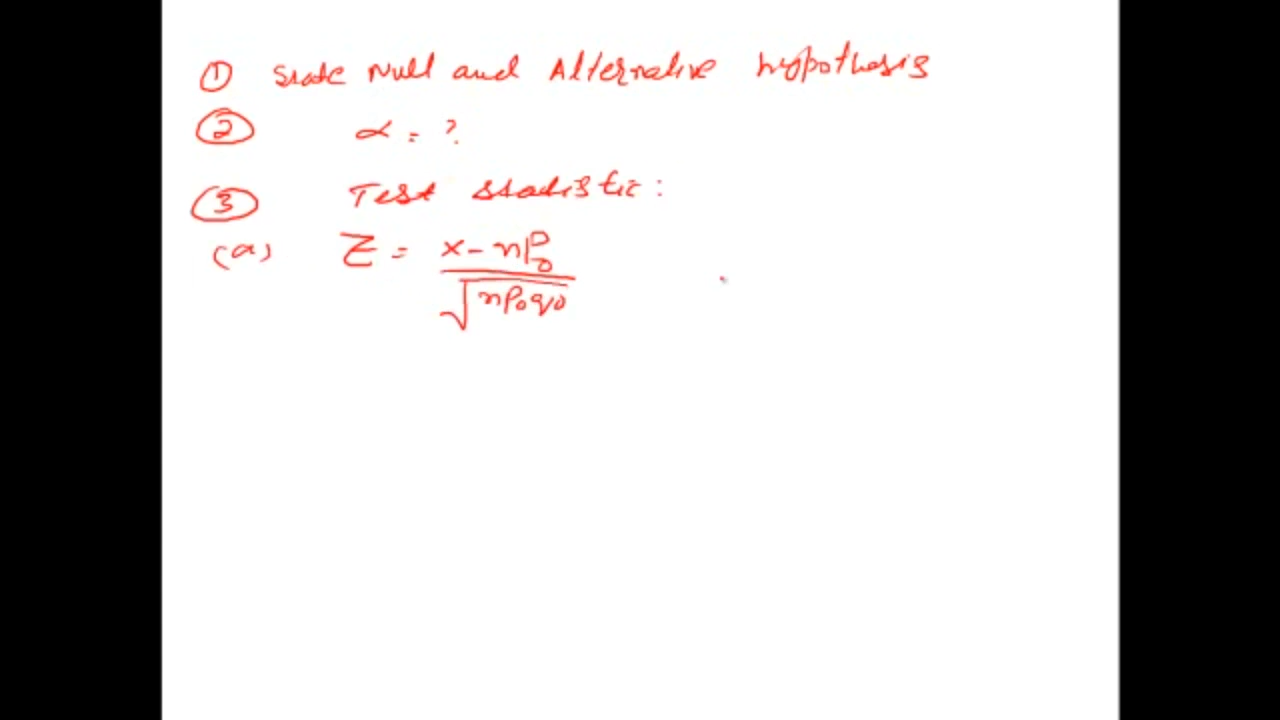 ① State Null and Alternative hypothesis
② α = ?
③ Test statistic:
(a) Z = x - nP₀ / √nP₀q₀